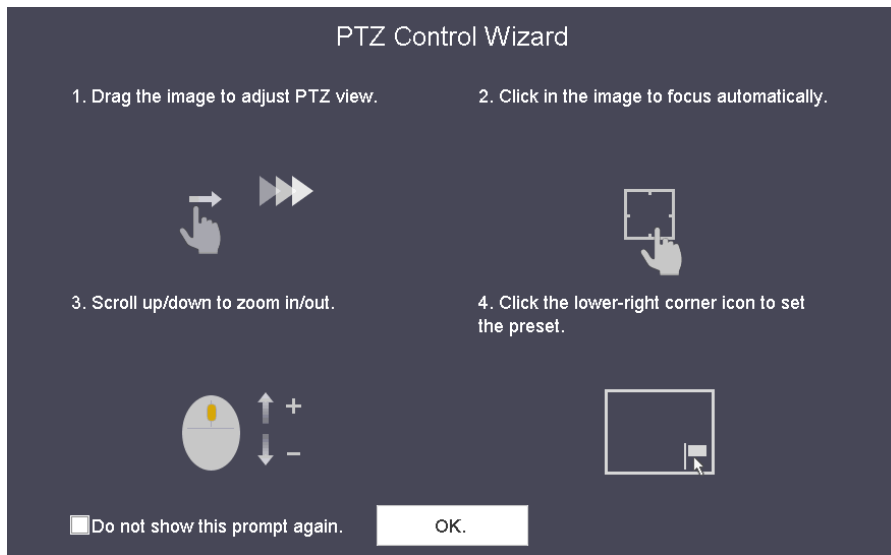 PTZ Control Wizard
1. Drag the image to adjust PTZ view.
2. Click in the image to focus automatically.
3. Scroll up/down to zoom in/out.
4. Click the lower-right corner icon to set
the preset.
Do not show this prompt again.
OK.